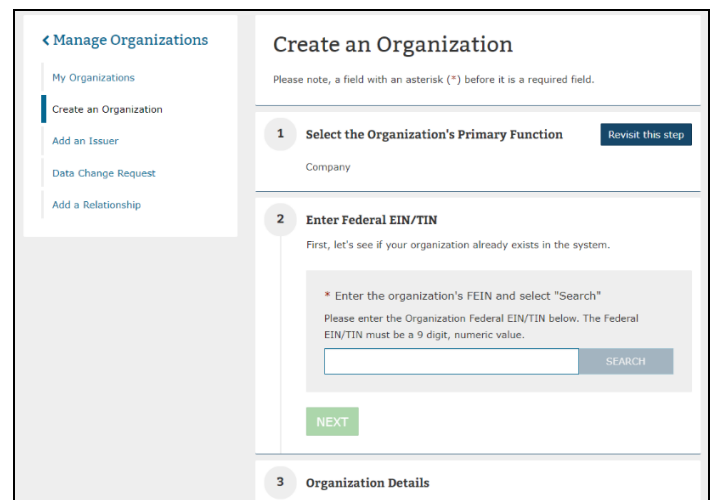 Manage Organizations
My Organizations
Create an Organization
Add an Issuer
Data Change Request
Add a Relationship
Create an Organization
Please note, a field with an asterisk (*) before it is a required field.
1 Select the Organization's Primary Function Revisit this step
Company
2 Enter Federal EIN/TIN
First, let's see if your organization already exists in the system.
* Enter the organization's FEIN and select "Search"
Please enter the Organization Federal EIN/TIN below. The Federal
EIN/TIN must be a 9 digit, numeric value.
SEARCH
NEXT
3 Organization Details